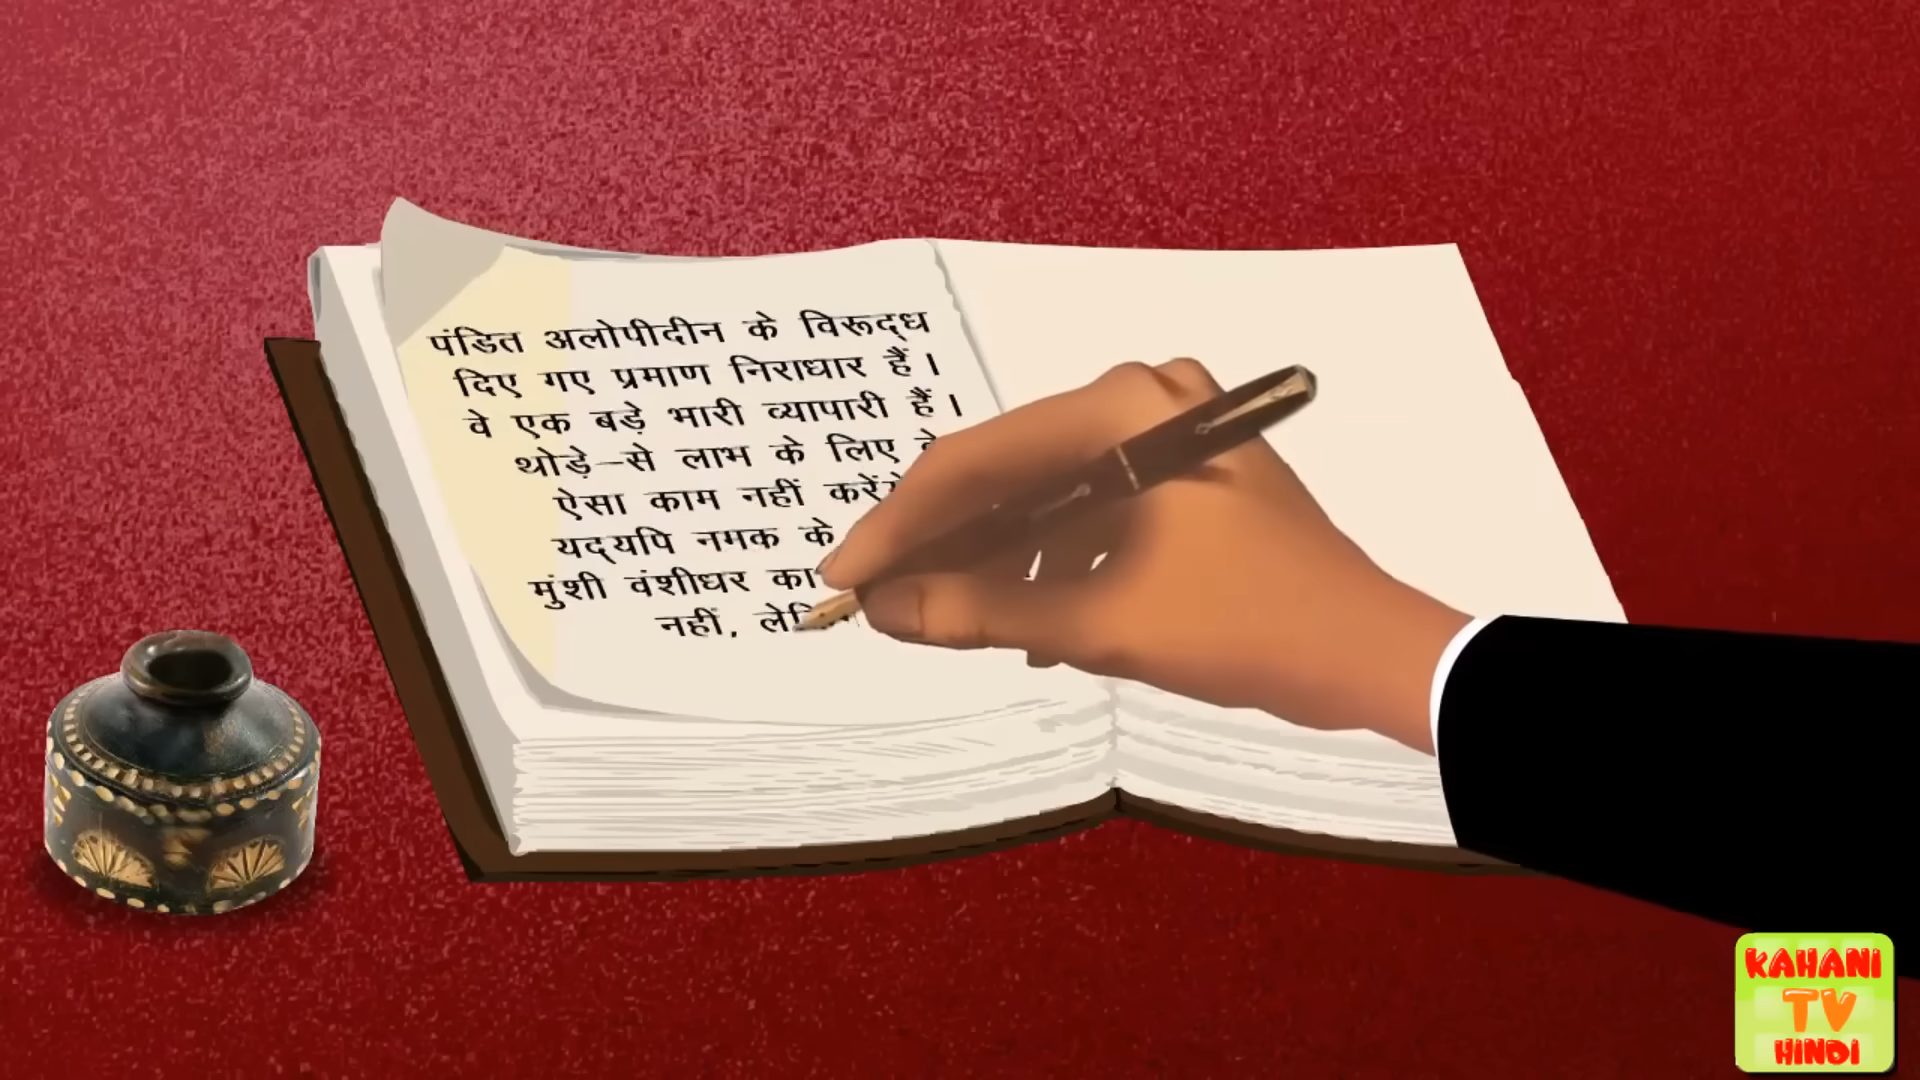 पंडित अलोपीदीन के विरूद्ध
दिए गए प्रमाण निराधार हैं।
वे एक बड़े भारी व्यापारी हैं।
थोड़े–से लाभ के लिए
ऐसा काम नहीं
यद्यपि नमक के
मुंशी वंशीधर का
नहीं,
KAHANI
TV
HINDI